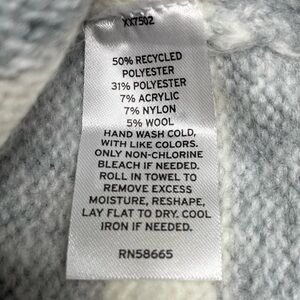 XX7502
50% RECYCLED
POLYESTER
31% POLYESTER
7% ACRYLIC
7% NYLON
5% WOOL
HAND WASH COLD,
WITH LIKE COLORS.
ONLY NON-CHLORINE
BLEACH IF NEEDED.
ROLL IN TOWEL TO
REMOVE EXCESS
MOISTURE, RESHAPE,
LAY FLAT TO DRY. COOL
IRON IF NEEDED.
RN58665